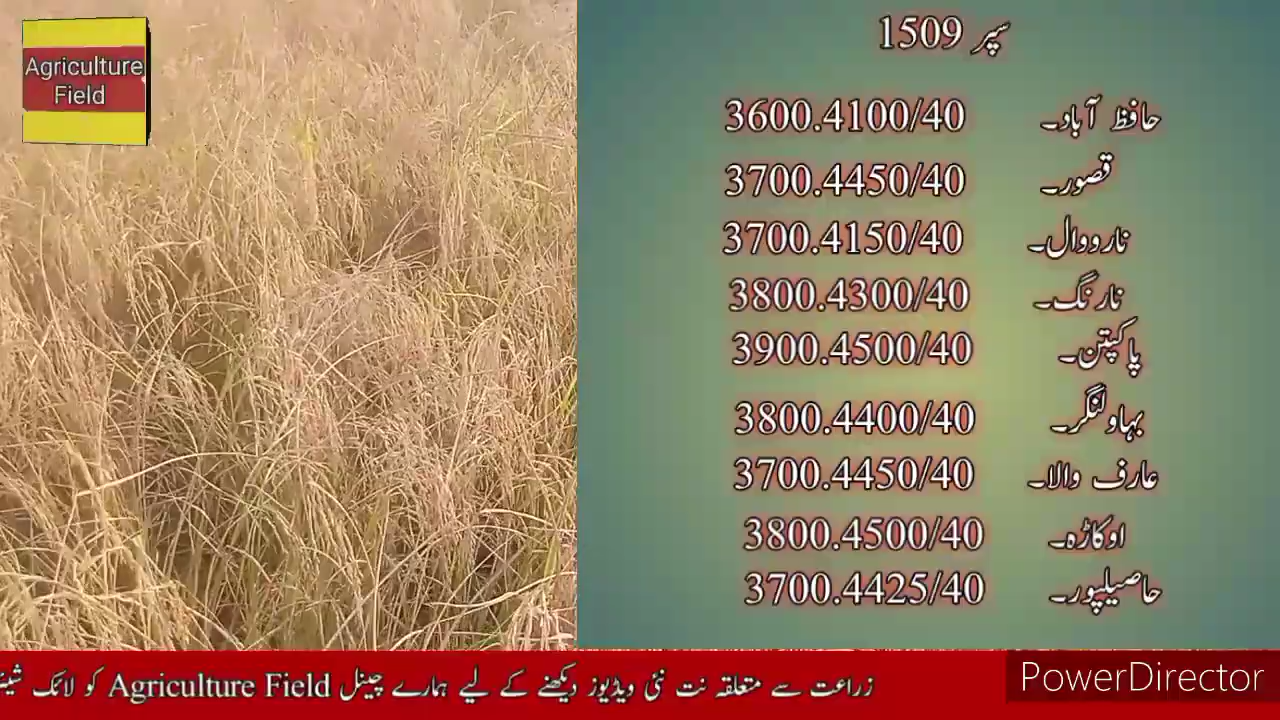 Agriculture
Field
سپر 1509
حافظ آباد۔ 3600.4100/40
قصور۔ 3700.4450/40
نارووال۔ 3700.4150/40
نارنگ۔ 3800.4300/40
پاکپتن۔ 3900.4500/40
بہاولنگر۔ 3800.4400/40
عارف والا۔ 3700.4450/40
اوکاڑہ۔ 3800.4500/40
حاصیلپور۔ 3700.4425/40
زراعت سے متعلقہ نت نئی ویڈیوز دیکھنے کے لیے ہمارے چینل Agriculture Field کو لائک
PowerDirector